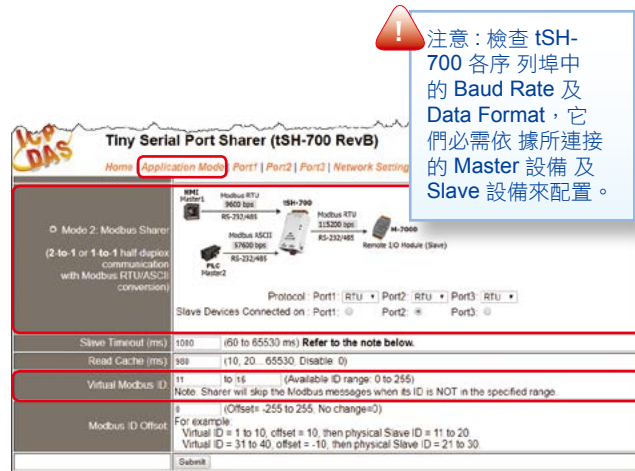 !
注意 : 檢查 tSH-
700 各序 列埠中
的 Baud Rate 及
Data Format，它
們必需依 據所連接
的 Master 設備 及
Slave 設備來配置。
ICP
DAS
Tiny Serial Port Sharer (tSH-700 RevB)
Home | Application Mode | Port1 | Port2 | Port3 | Network Setting
Mode 2: Modbus Sharer
(2-to-1 or 1-to-1 half-duplex
communication
with Modbus RTU/ASCII
conversion)
HMI
Master1
Modbus RTU
9600 bps
RS-232/485
tSH-700
Modbus RTU
115200 bps
RS-232/485
M-7000
Remote I/O Module (Slave)
Modbus ASCII
57600 bps
RS-232/485
PLC
Master2
Protocol : Port1: RTU Port2: RTU Port3: RTU
Slave Devices Connected on : Port1: Port2: Port3:
Slave Timeout (ms) 1000 (60 to 65530 ms) Refer to the note below.
Read Cache (ms) 980 (10, 20... 65530, Disable: 0)
Virtual Modbus ID 11 to 16 (Available ID range: 0 to 255)
Note: Sharer will skip the Modbus messages when its ID is NOT in the specified range.
Modbus ID Offset 0 (Offset= -255 to 255, No change=0)
For example:
Virtual ID = 1 to 10, offset = 10, then physical Slave ID = 11 to 20.
Virtual ID = 31 to 40, offset = -10, then physical Slave ID = 21 to 30.
Submit